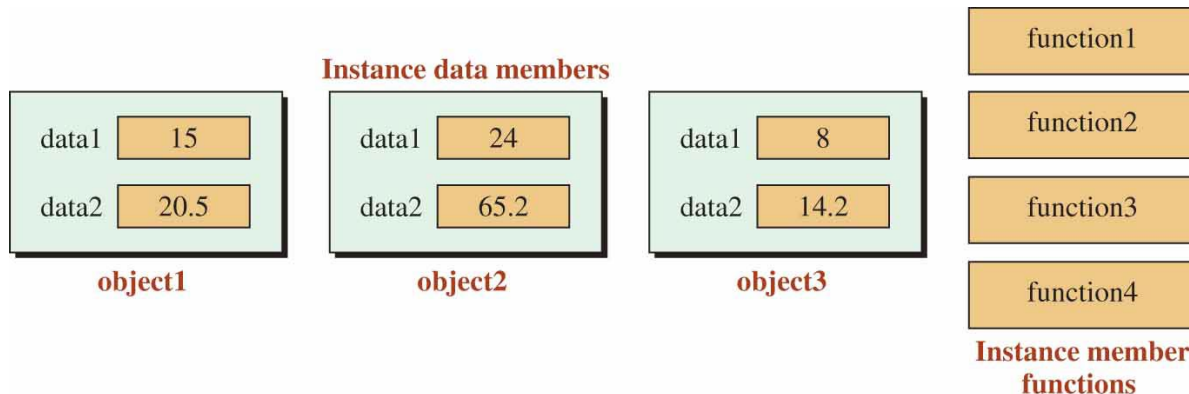 Instance data members
data1 15
data2 20.5
object1
data1 24
data2 65.2
object2
data1 8
data2 14.2
object3
function1
function2
function3
function4
Instance member
functions